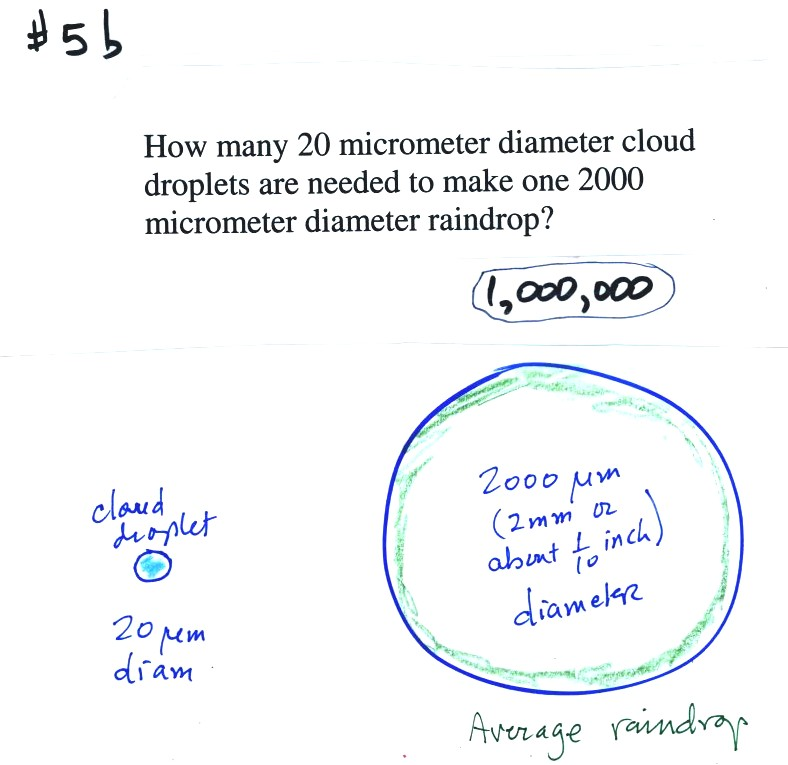 #5b
How many 20 micrometer diameter cloud
droplets are needed to make one 2000
micrometer diameter raindrop?
1,000,000
cloud
droplet
20 µm
diam
2000 µm
(2mm or
about 1/10 inch)
diameter
Average raindrop